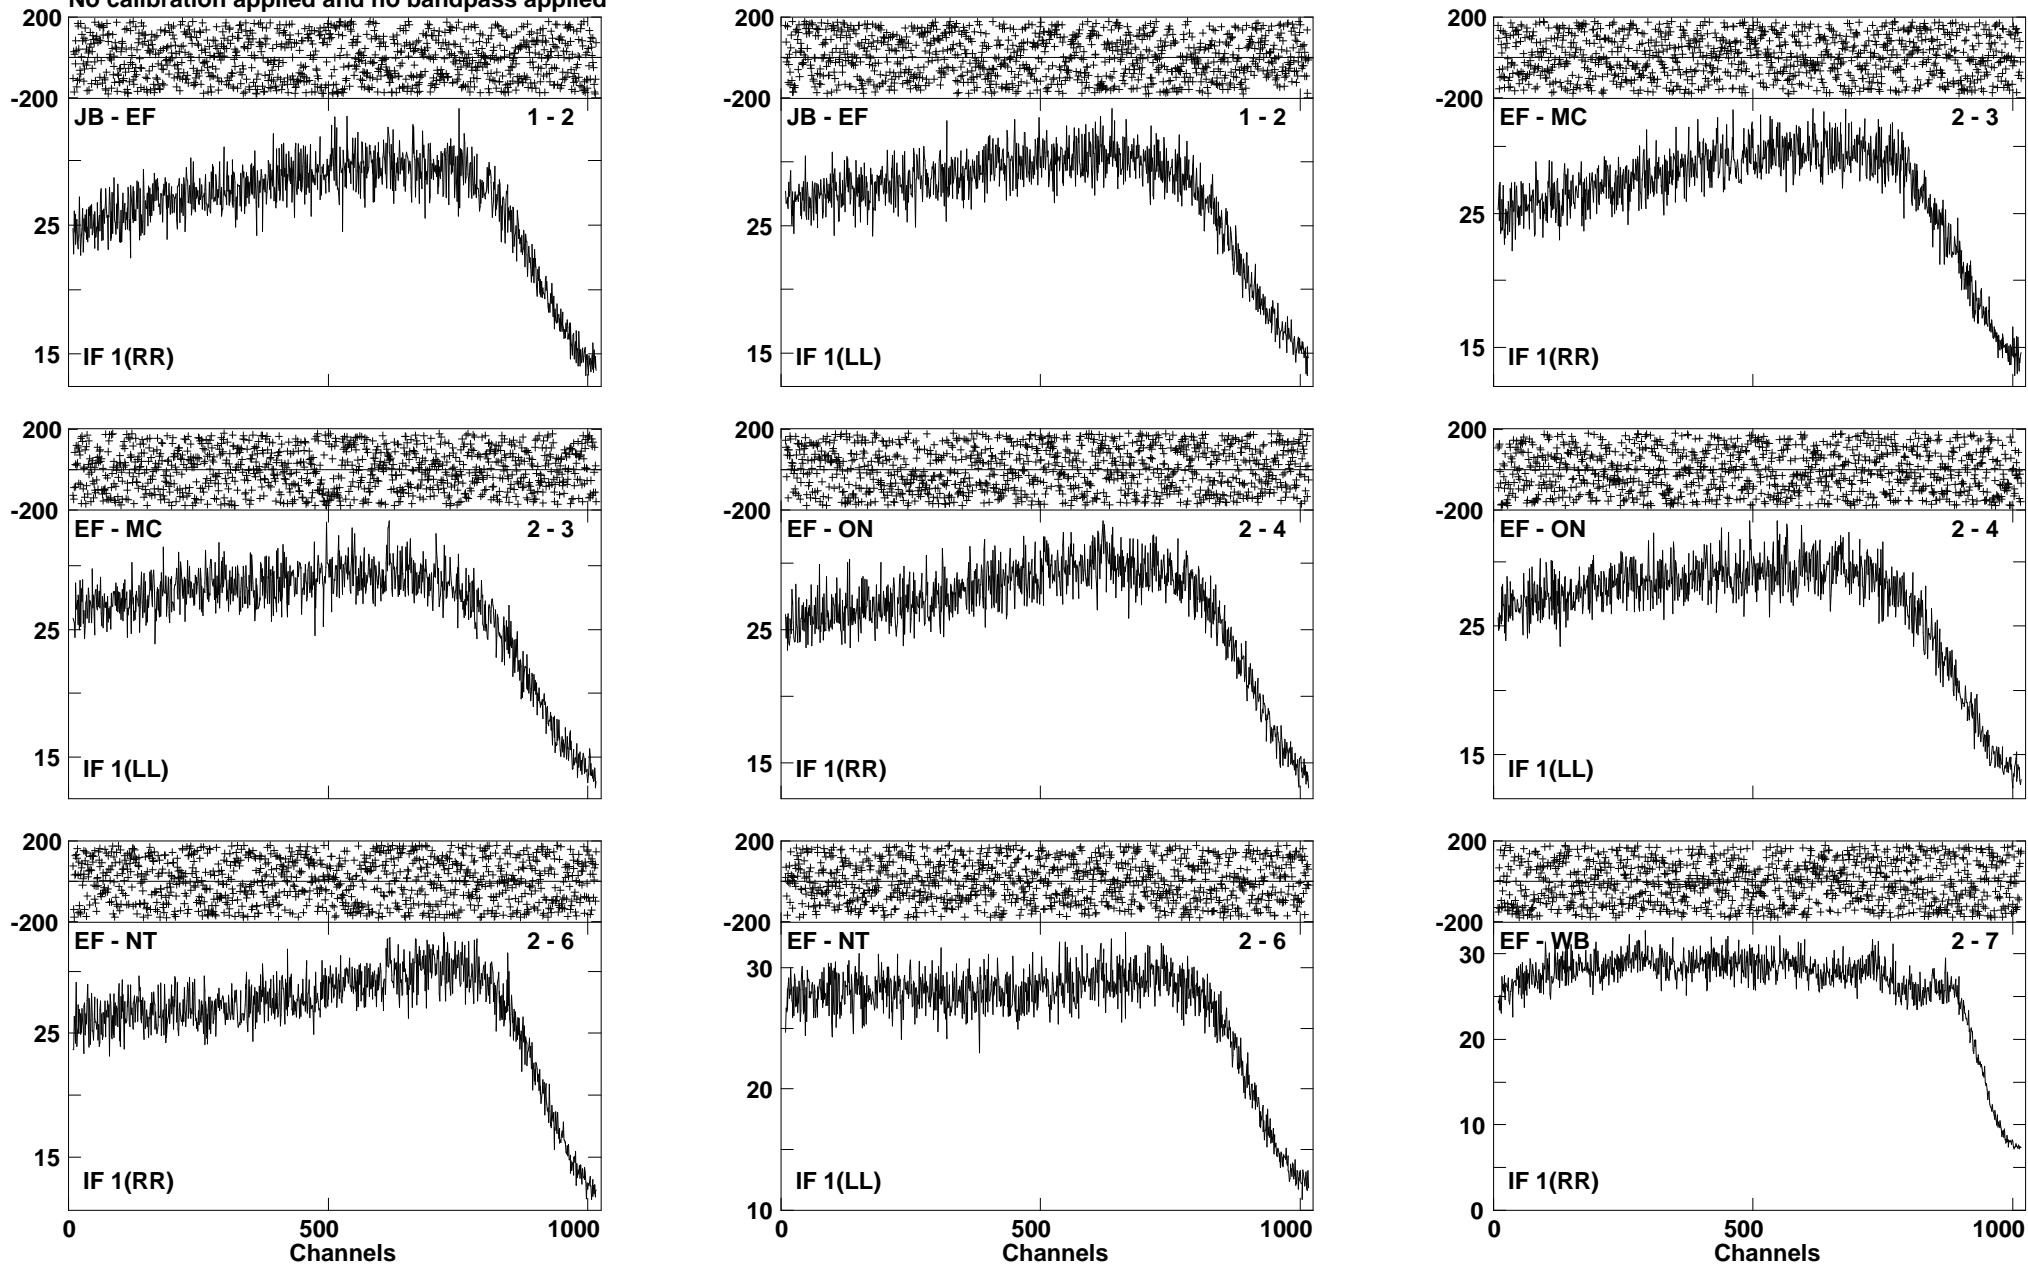 No calibration applied and no bandpass applied
200
-200
JB - EF 1 - 2
25
15
IF 1(RR)
200
-200
JB - EF 1 - 2
25
15
IF 1(LL)
200
-200
EF - MC 2 - 3
25
15
IF 1(RR)
200
-200
EF - MC 2 - 3
25
15
IF 1(LL)
200
-200
EF - ON 2 - 4
25
15
IF 1(RR)
200
-200
EF - ON 2 - 4
25
15
IF 1(LL)
200
-200
EF - NT 2 - 6
25
15
IF 1(RR)
0 500 1000
Channels
200
-200
EF - NT 2 - 6
30
20
IF 1(LL)
10
0 500 1000
Channels
200
-200
EF - WB 2 - 7
30
20
10
IF 1(RR)
0
0 500 1000
Channels